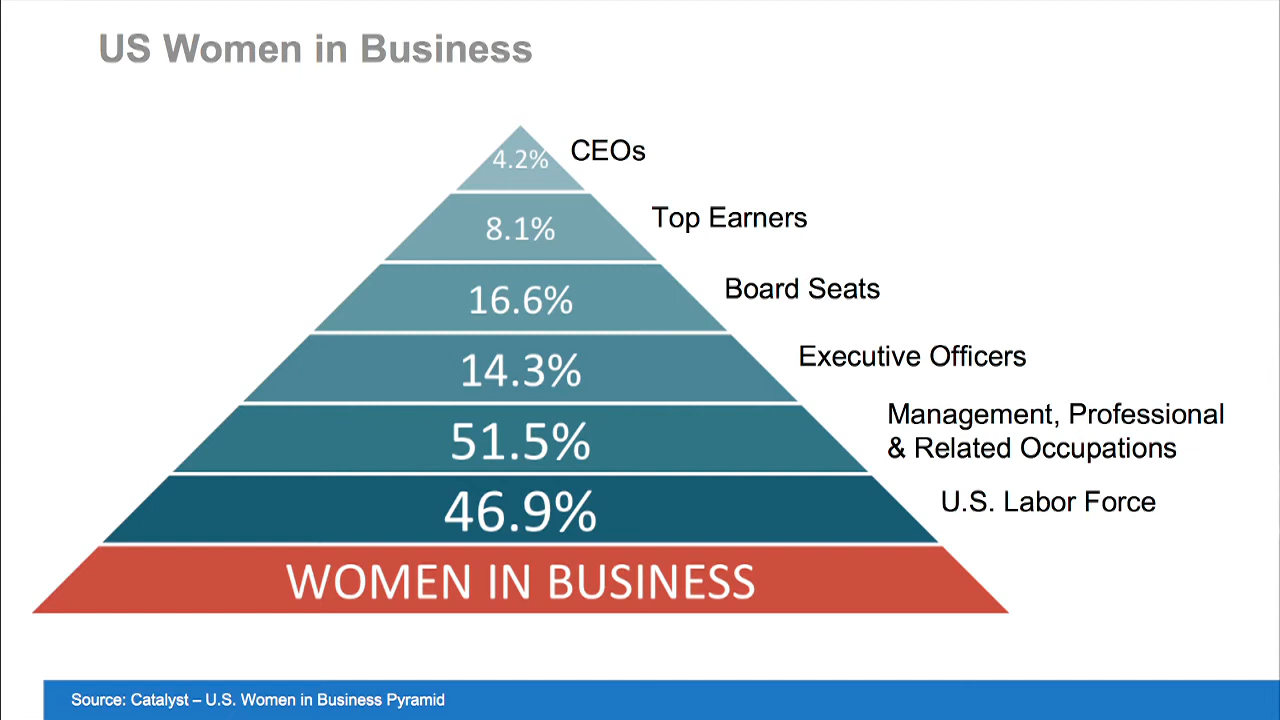 US Women in Business
4.2%
CEOs
8.1%
Top Earners
16.6%
Board Seats
14.3%
Executive Officers
51.5%
Management, Professional
& Related Occupations
46.9%
U.S. Labor Force
WOMEN IN BUSINESS
Source: Catalyst – U.S. Women in Business Pyramid